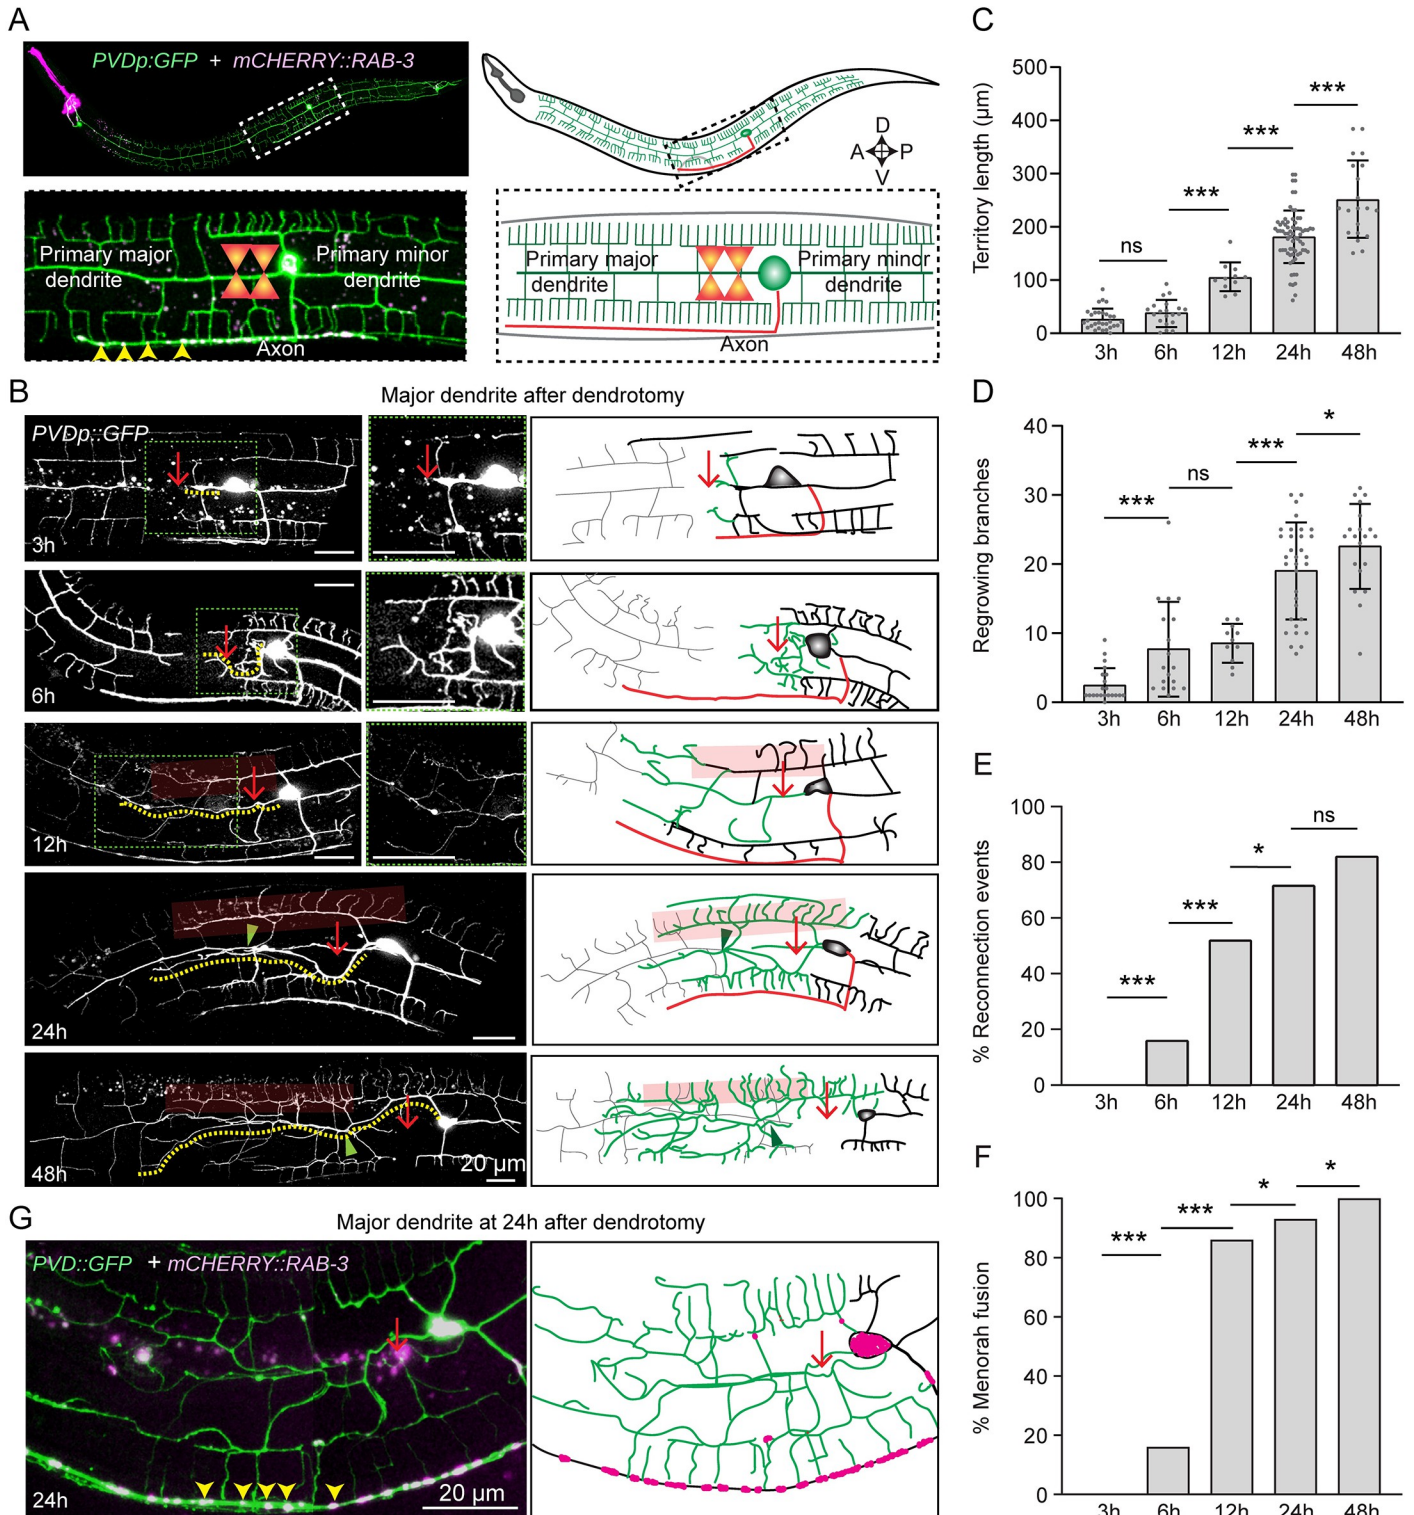 A
PVDp:GFP + mCHERRY::RAB-3
D
A P
V
Primary major
dendrite
Primary minor
dendrite
Axon
Primary major
dendrite
Primary minor
dendrite
Axon
B
Major dendrite after dendrotomy
PVDp::GFP
3h
6h
12h
24h
48h
20 µm
C
Territory length (µm)
500
400
300
200
100
0
ns
***
***
***
3h 6h 12h 24h 48h
D
Regrowing branches
40
30
20
10
0
***
ns
***
*
3h 6h 12h 24h 48h
E
% Reconnection events
100
80
60
40
20
0
***
***
*
ns
3h 6h 12h 24h 48h
F
% Menorah fusion
100
80
60
40
20
0
***
***
*
*
3h 6h 12h 24h 48h
G
Major dendrite at 24h after dendrotomy
PVD::GFP + mCHERRY::RAB-3
24h
20 µm